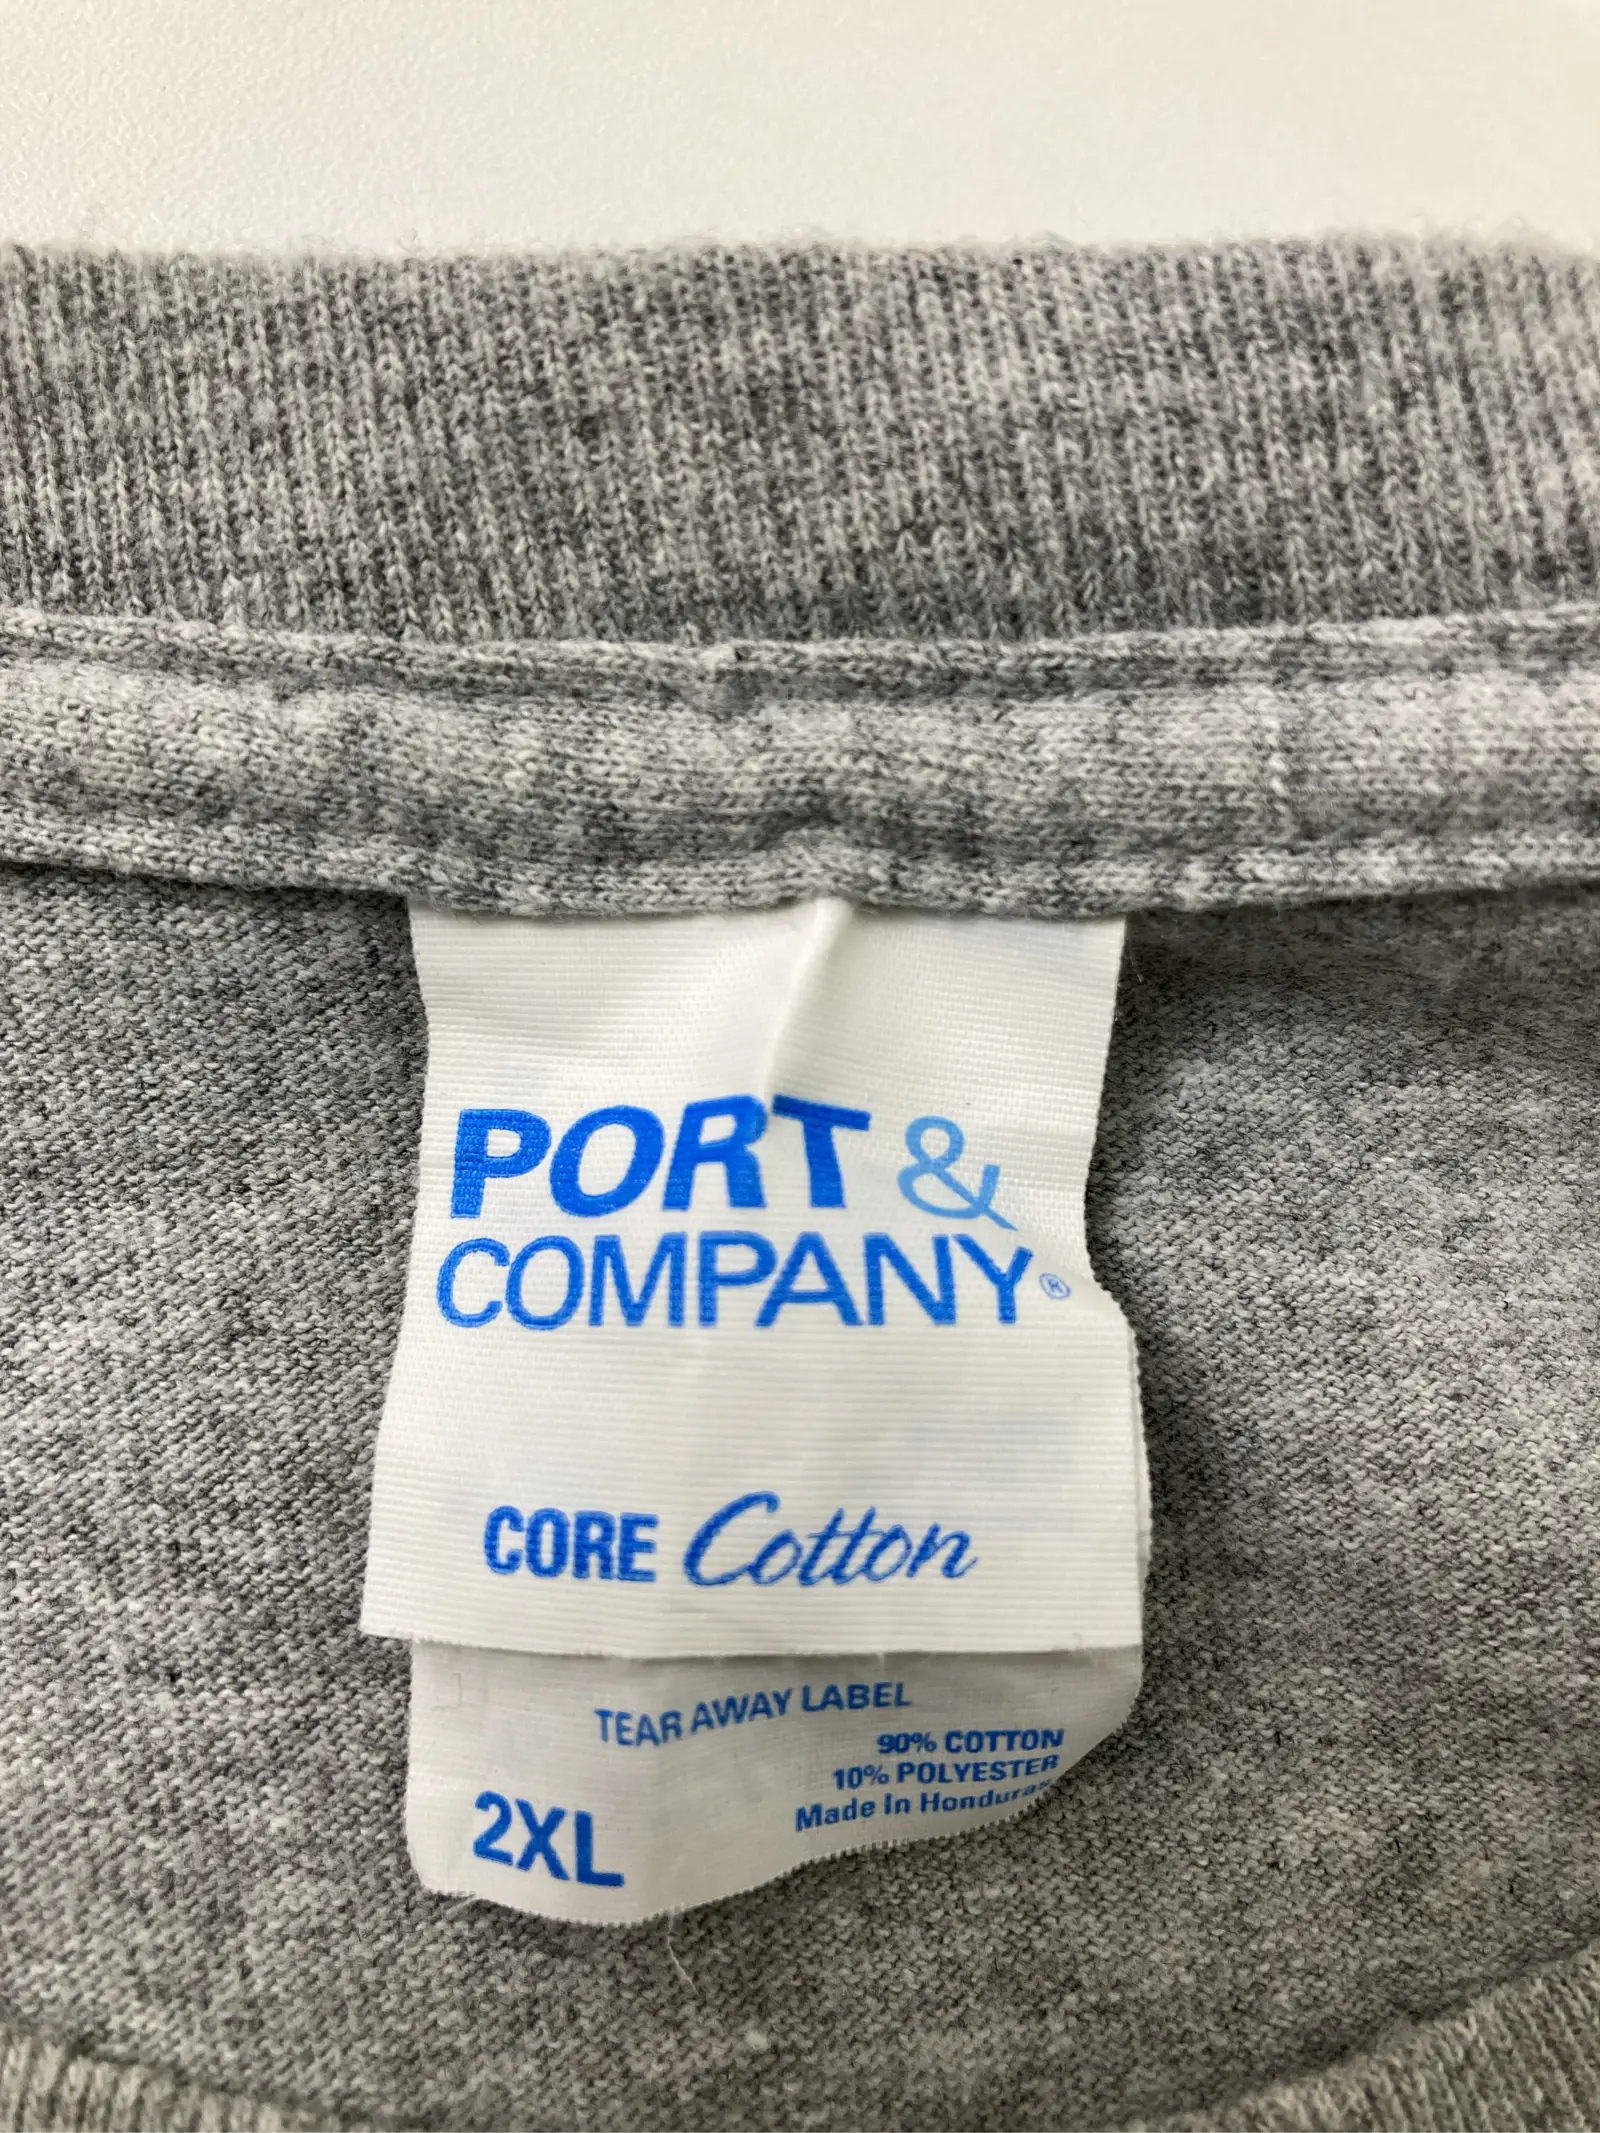 PORT &
COMPANY®
CORE Cotton
TEAR AWAY LABEL
90% COTTON
10% POLYESTER
Made In Honduras
2XL